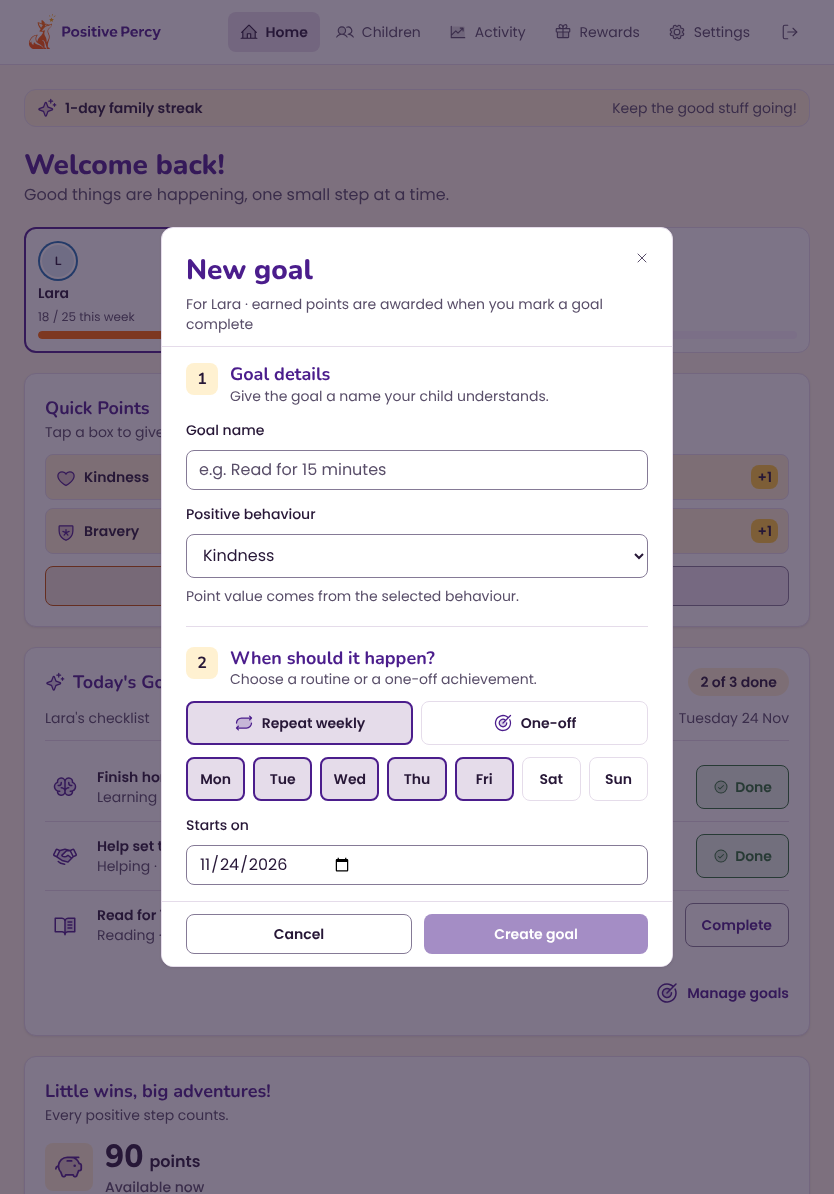 Positive Percy
Home
Children
Activity
Rewards
Settings
1-day family streak
Keep the good stuff going!
Welcome back!
Good things are happening, one small step at a time.
L
Lara
18 / 25 this week
New goal
For Lara · earned points are awarded when you mark a goal
complete
1
Goal details
Give the goal a name your child understands.
Goal name
e.g. Read for 15 minutes
Positive behaviour
Kindness
Point value comes from the selected behaviour.
2
When should it happen?
Choose a routine or a one-off achievement.
Repeat weekly
One-off
Mon
Tue
Wed
Thu
Fri
Sat
Sun
Starts on
11/24/2026
Cancel
Create goal
Quick Points
Tap a box to give
Kindness
+1
Bravery
+1
Today's
2 of 3 done
Lara's checklist
Tuesday 24 Nov
Finish
Learning
Done
Help set
Helping ·
Done
Read for
Reading
Complete
Manage goals
Little wins, big adventures!
Every positive step counts.
90 points
Available now